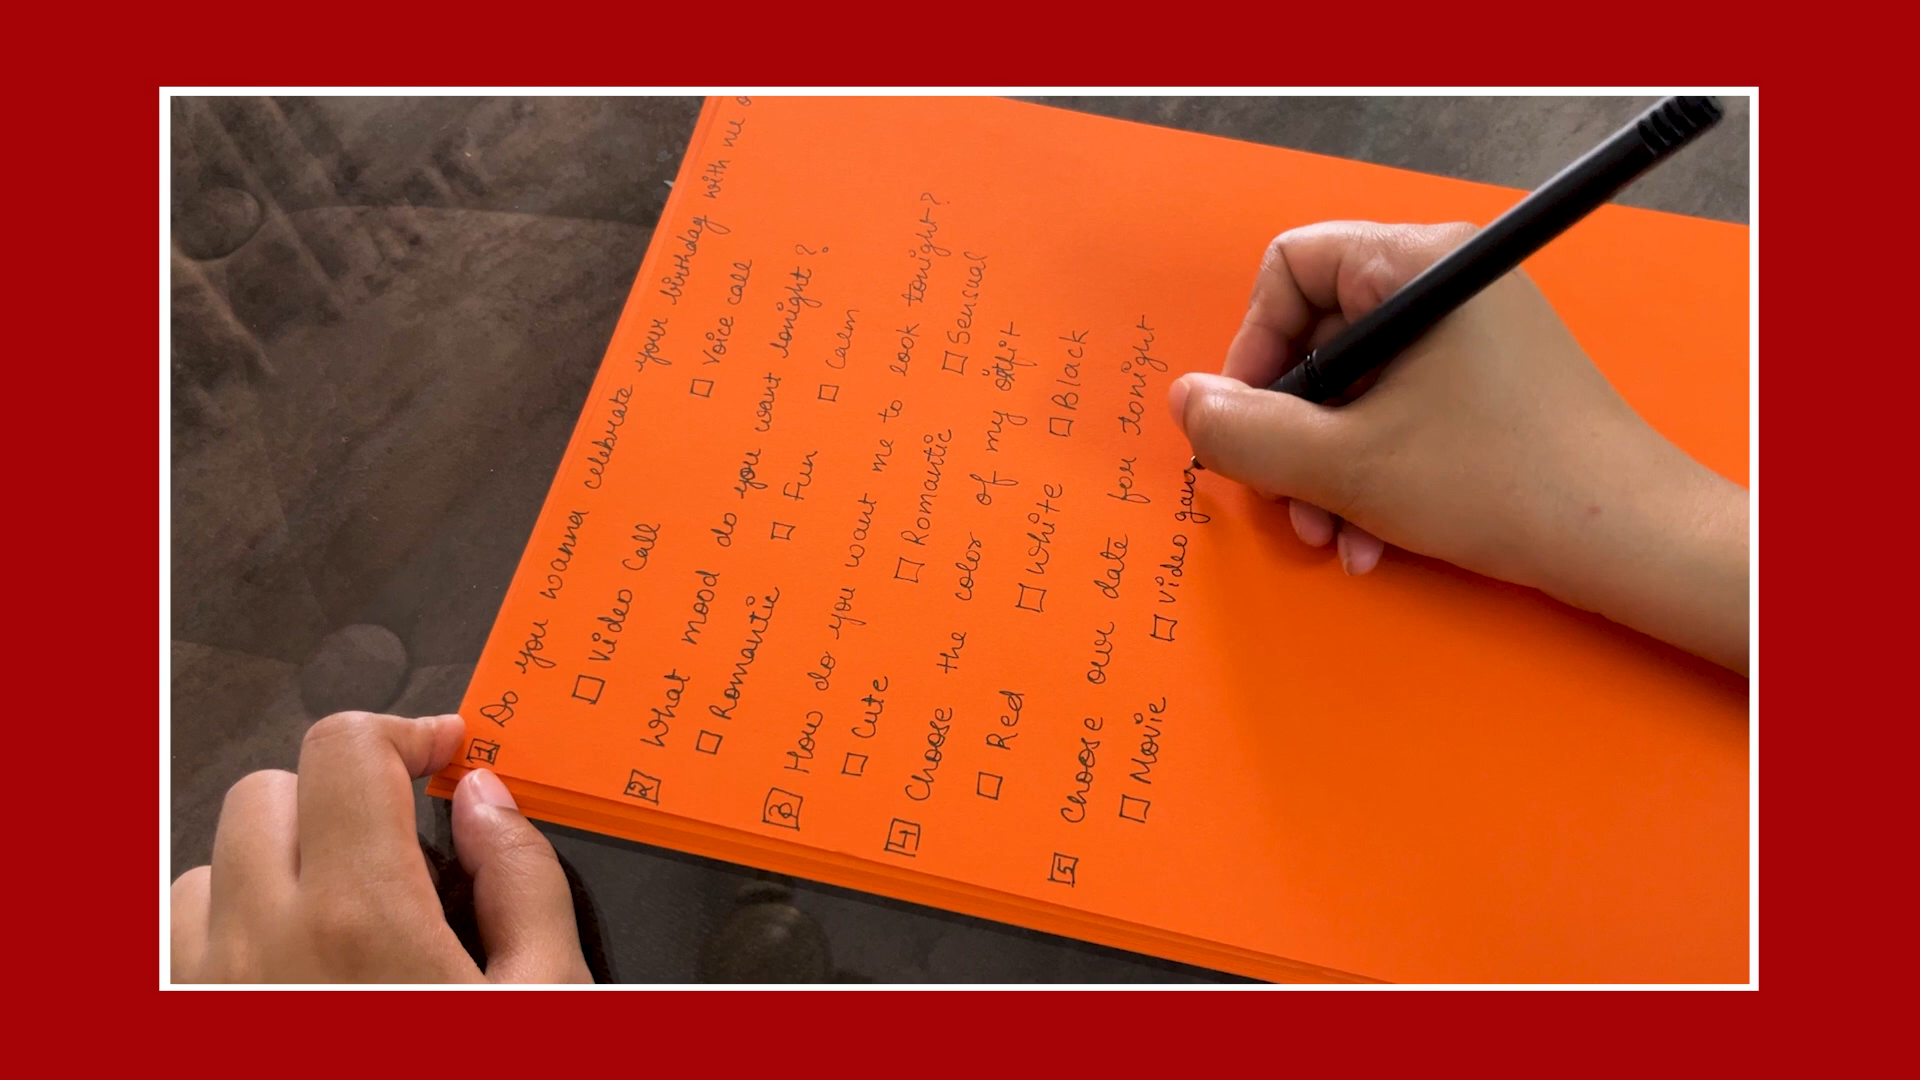 1 Do you wanna celebrate your birthday with me
□ Video Call □ Voice call
2 What mood do you want tonight?
□ Romantic □ Fun □ Calm
3 How do you want me to look tonight?
□ Cute □ Romantic □ Sensual
4 Choose the color of my outfit
□ Red □ White □ Black
5 Choose our date for tonight
□ Movie □ Video gam